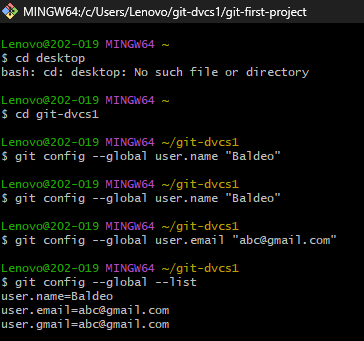 MINGW64:/c/Users/Lenovo/git-dvcs1/git-first-project
Lenovo@202-019 MINGW64 ~
$ cd desktop
bash: cd: desktop: No such file or directory
Lenovo@202-019 MINGW64 ~
$ cd git-dvcs1
Lenovo@202-019 MINGW64 ~/git-dvcs1
$ git config --global user.name "Baldeo"
Lenovo@202-019 MINGW64 ~/git-dvcs1
$ git config --global user.name "Baldeo"
Lenovo@202-019 MINGW64 ~/git-dvcs1
$ git config --global user.email "abc@gmail.com"
Lenovo@202-019 MINGW64 ~/git-dvcs1
$ git config --global --list
user.name=Baldeo
user.email=abc@gmail.com
user.gmail=abc@gmail.com